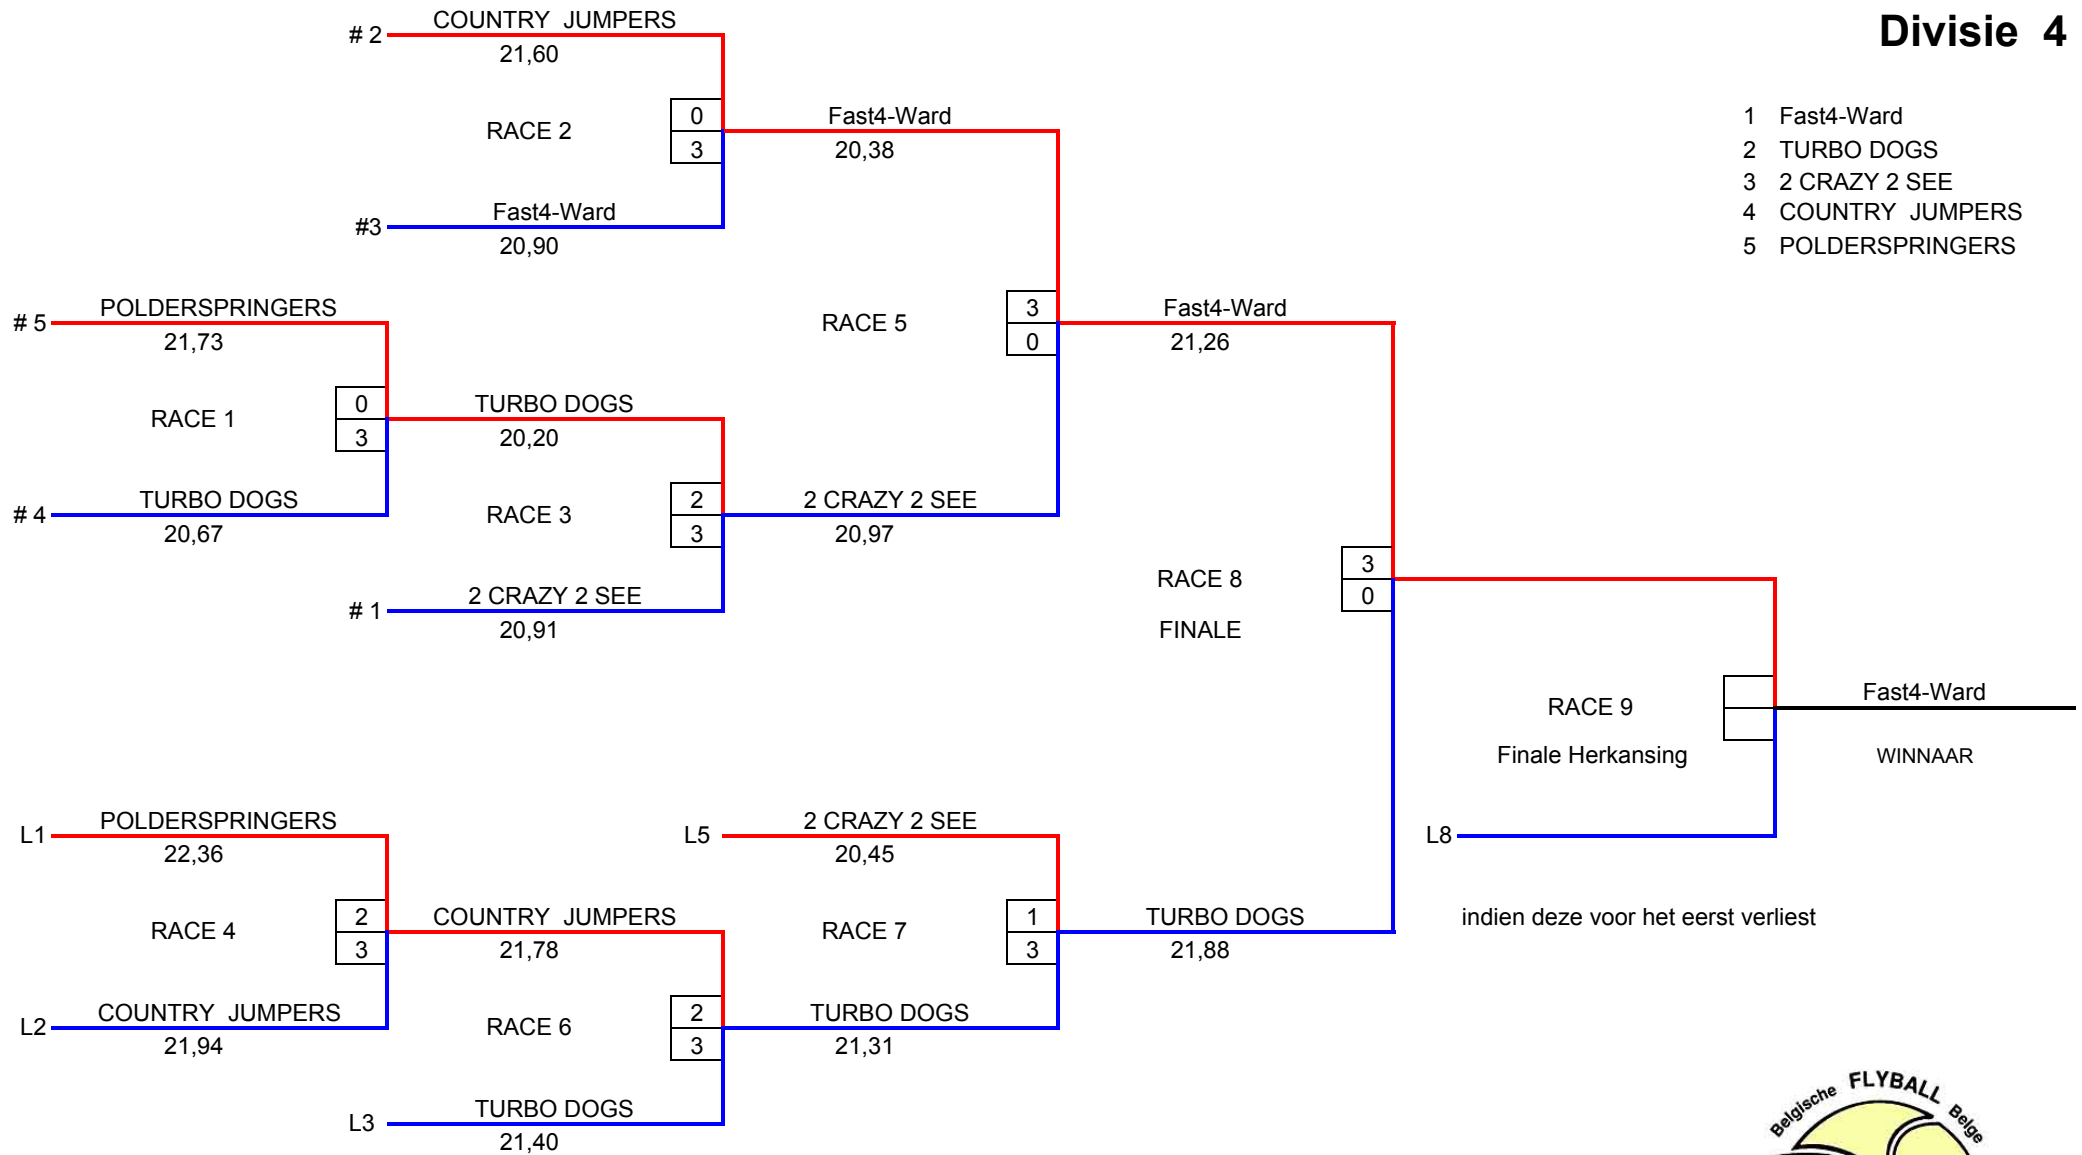 Divisie 4
1 Fast4-Ward
2 TURBO DOGS
3 2 CRAZY 2 SEE
4 COUNTRY JUMPERS
5 POLDERSPRINGERS
# 2
COUNTRY JUMPERS
21,60
RACE 2
0
3
#3
Fast4-Ward
20,90
Fast4-Ward
20,38
# 5
POLDERSPRINGERS
21,73
RACE 1
0
3
# 4
TURBO DOGS
20,67
TURBO DOGS
20,20
RACE 3
2
3
# 1
2 CRAZY 2 SEE
20,91
2 CRAZY 2 SEE
20,97
RACE 5
3
0
Fast4-Ward
21,26
RACE 8
FINALE
3
0
RACE 9
Finale Herkansing
Fast4-Ward
WINNAAR
L8
indien deze voor het eerst verliest
L1
POLDERSPRINGERS
22,36
RACE 4
2
3
L2
COUNTRY JUMPERS
21,94
COUNTRY JUMPERS
21,78
RACE 6
2
3
L3
TURBO DOGS
21,40
L5
2 CRAZY 2 SEE
20,45
RACE 7
1
3
TURBO DOGS
21,31
TURBO DOGS
21,88
Belgische FLYBALL Belge